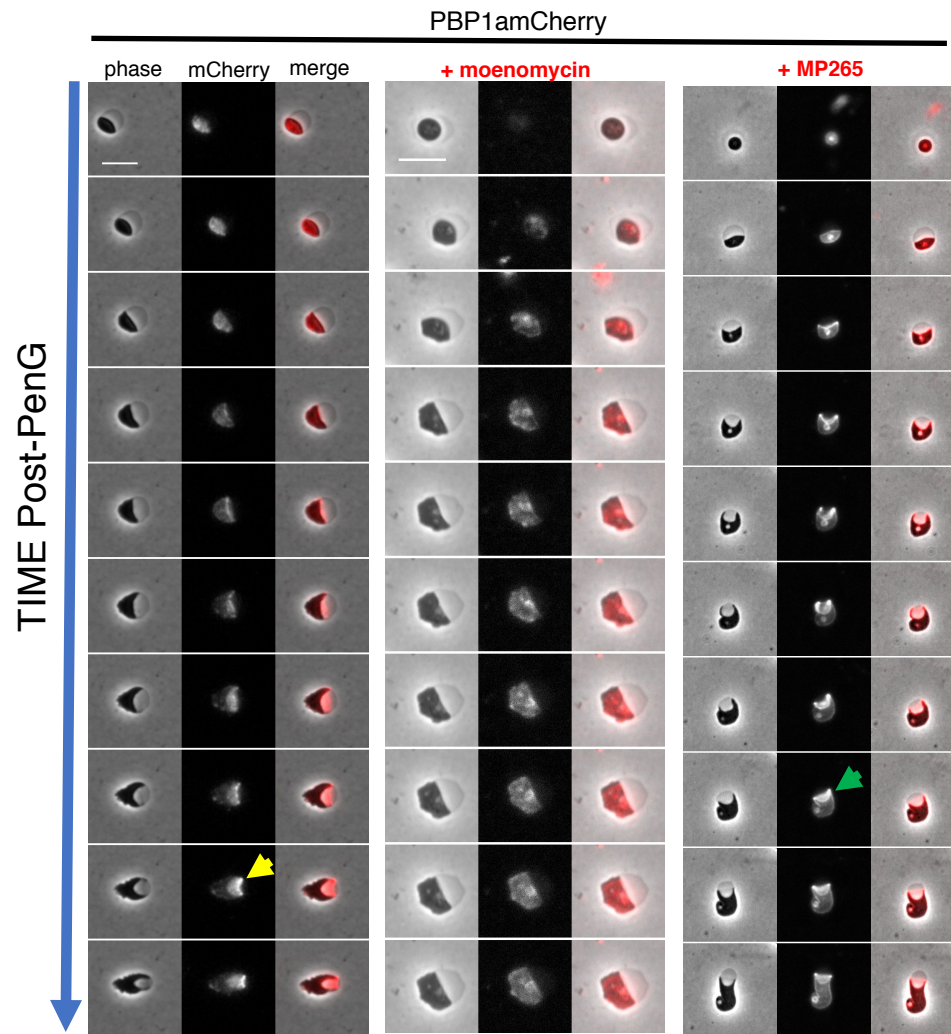 PBP1amCherry
phase mCherry merge
+ moenomycin
+ MP265
TIME Post-PenG